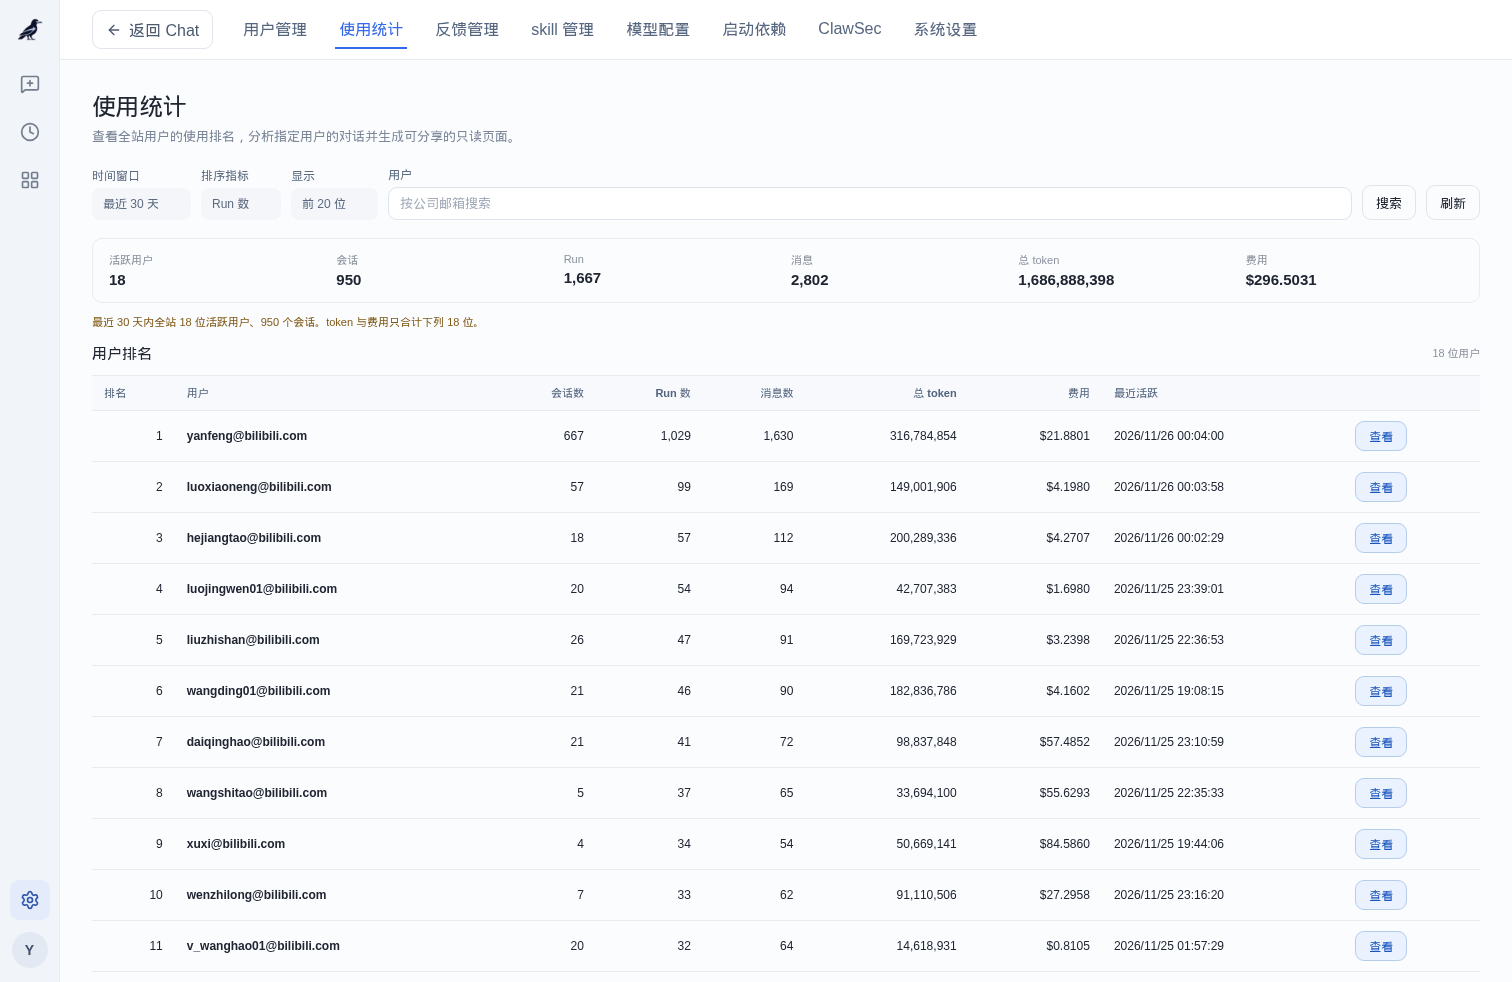 返回 Chat 用户管理 使用统计 反馈管理 skill 管理 模型配置 启动依赖 ClawSec 系统设置
使用统计
查看全站用户的使用排名，分析指定用户的对话并生成可分享的只读页面。
时间窗口 排序指标 显示 用户
最近 30 天 Run 数 前 20 位 按公司邮箱搜索 搜索 刷新
活跃用户 会话 Run 消息 总 token 费用
18 950 1,667 2,802 1,686,888,398 $296.5031
最近 30 天内全站 18 位活跃用户、950 个会话。token 与费用只合计下列 18 位。
用户排名 18 位用户
排名 用户 会话数 Run 数 消息数 总 token 费用 最近活跃
1 yanfeng@bilibili.com 667 1,029 1,630 316,784,854 $21.8801 2026/11/26 00:04:00 查看
2 luoxiaoneng@bilibili.com 57 99 169 149,001,906 $4.1980 2026/11/26 00:03:58 查看
3 hejiangtao@bilibili.com 18 57 112 200,289,336 $4.2707 2026/11/26 00:02:29 查看
4 luojingwen01@bilibili.com 20 54 94 42,707,383 $1.6980 2026/11/25 23:39:01 查看
5 liuzhishan@bilibili.com 26 47 91 169,723,929 $3.2398 2026/11/25 22:36:53 查看
6 wangding01@bilibili.com 21 46 90 182,836,786 $4.1602 2026/11/25 19:08:15 查看
7 daiqinghao@bilibili.com 21 41 72 98,837,848 $57.4852 2026/11/25 23:10:59 查看
8 wangshitao@bilibili.com 5 37 65 33,694,100 $55.6293 2026/11/25 22:35:33 查看
9 xuxi@bilibili.com 4 34 54 50,669,141 $84.5860 2026/11/25 19:44:06 查看
10 wenzhilong@bilibili.com 7 33 62 91,110,506 $27.2958 2026/11/25 23:16:20 查看
11 v_wanghao01@bilibili.com 20 32 64 14,618,931 $0.8105 2026/11/25 01:57:29 查看
Y